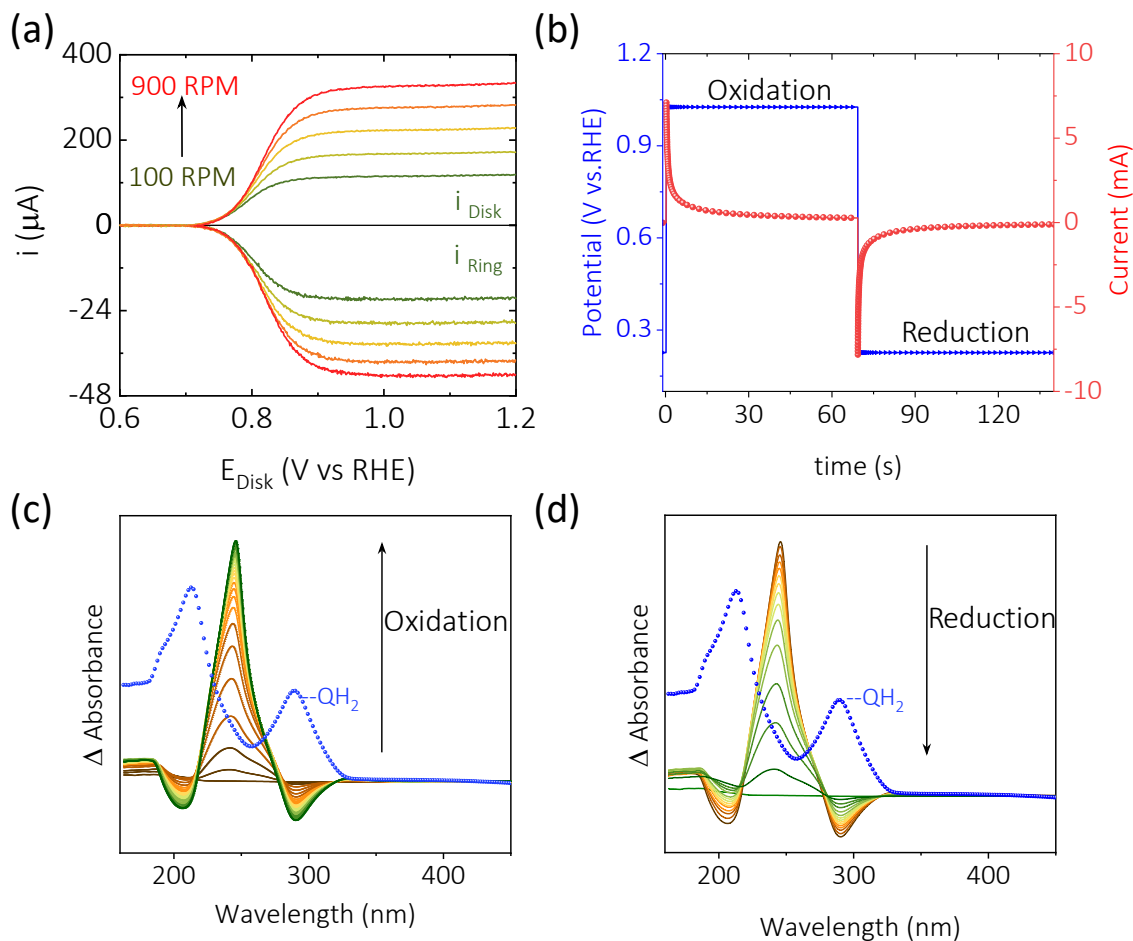 (a)
400
200
0
-24
-48
i (µA)
900 RPM
100 RPM
i Disk
i Ring
0.6
0.8
1.0
1.2
E_Disk (V vs RHE)
(b)
1.2
0.9
0.6
0.3
Potential (V vs.RHE)
Oxidation
Reduction
10
5
0
-5
-10
Current (mA)
0
30
60
90
120
time (s)
(c)
Δ Absorbance
Oxidation
--QH₂
200
300
400
Wavelength (nm)
(d)
Δ Absorbance
Reduction
--QH₂
200
300
400
Wavelength (nm)